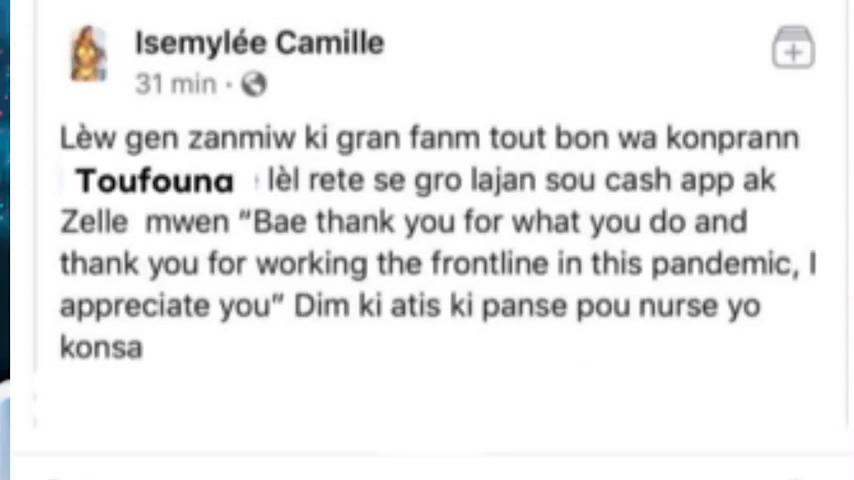 Isemylée Camille
31 min ·
Lèw gen zanmiw ki gran fanm tout bon wa konprann
Toufouna lèl rete se gro lajan sou cash app ak
Zelle mwen “Bae thank you for what you do and
thank you for working the frontline in this pandemic, I
appreciate you” Dim ki atis ki panse pou nurse yo
konsa